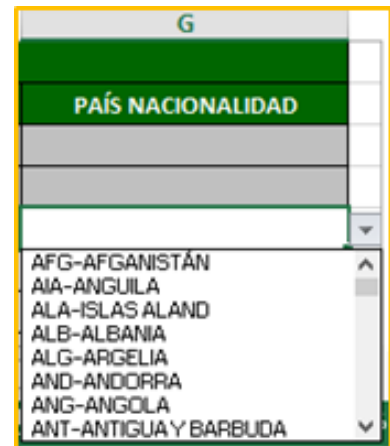 G
PAÍS NACIONALIDAD
AFG-AFGANISTÁN
AIA-ANGUILA
ALA-ISLAS ALAND
ALB-ALBANIA
ALG-ARGELIA
AND-ANDORRA
ANG-ANGOLA
ANT-ANTIGUA Y BARBUDA